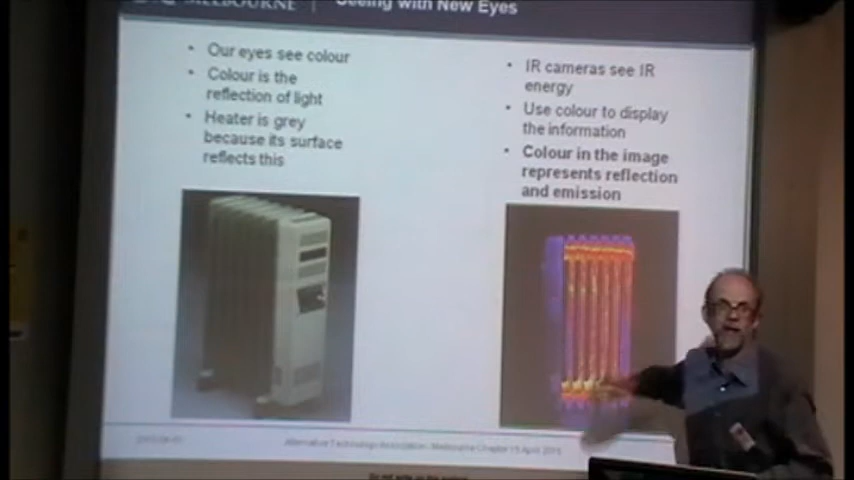 MELBOURNE
Seeing with New Eyes
• Our eyes see colour
• Colour is the
reflection of light
• Heater is grey
because its surface
reflects this
• IR cameras see IR
energy
• Use colour to display
the information
• Colour in the image
represents reflection
and emission
Alternative Technology Association, Melbourne Chapter